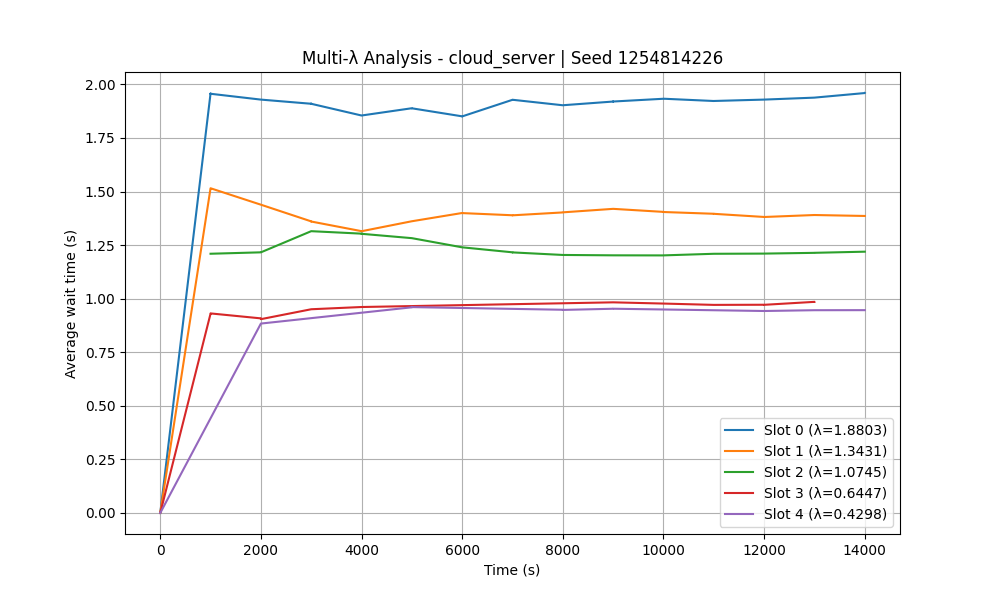 Multi-λ Analysis - cloud_server | Seed 1254814226
Average wait time (s)
2.00
1.75
1.50
1.25
1.00
0.75
0.50
0.25
0.00
Slot 0 (λ=1.8803)
Slot 1 (λ=1.3431)
Slot 2 (λ=1.0745)
Slot 3 (λ=0.6447)
Slot 4 (λ=0.4298)
0 2000 4000 6000 8000 10000 12000 14000
Time (s)